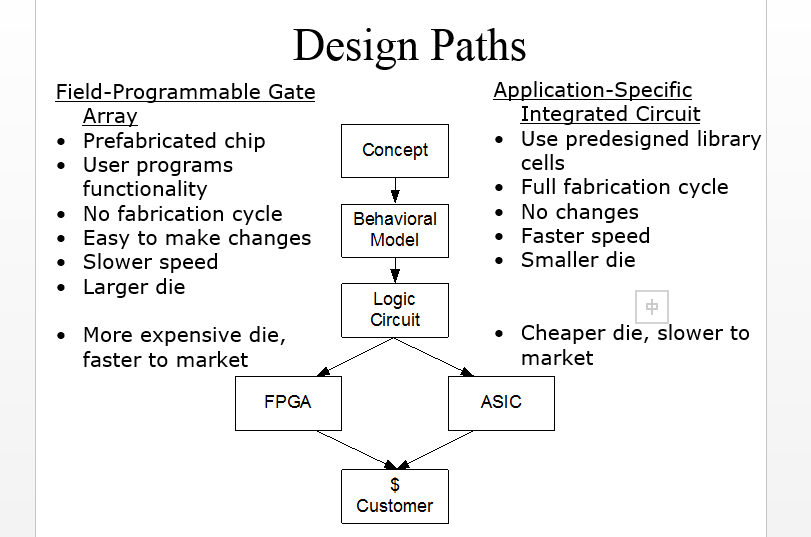 Design Paths
Field-Programmable Gate
Array
• Prefabricated chip
• User programs
functionality
• No fabrication cycle
• Easy to make changes
• Slower speed
• Larger die
• More expensive die,
faster to market
Concept
Behavioral
Model
Logic
Circuit
FPGA
ASIC
$
Customer
Application-Specific
Integrated Circuit
• Use predesigned library
cells
• Full fabrication cycle
• No changes
• Faster speed
• Smaller die
中
• Cheaper die, slower to
market